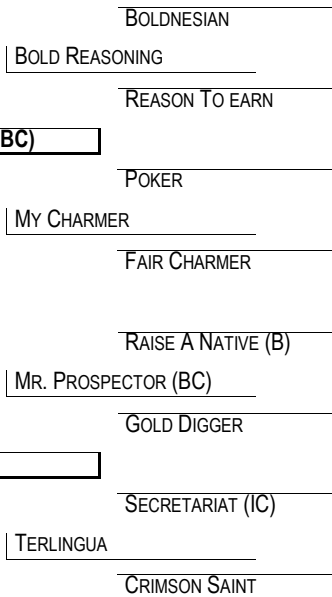 BOLDNESIAN
BOLD REASONING
REASON TO EARN
BC)
POKER
MY CHARMER
FAIR CHARMER
RAISE A NATIVE (B)
MR. PROSPECTOR (BC)
GOLD DIGGER
SECRETARIAT (IC)
TERLINGUA
CRIMSON SAINT